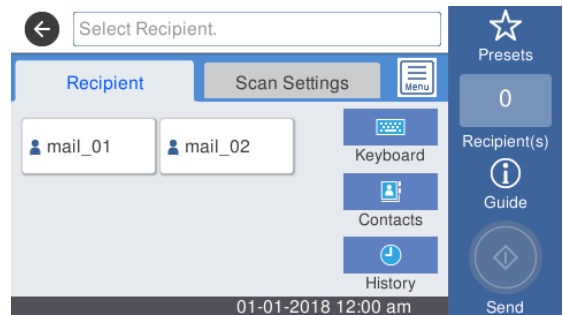 Select Recipient.
Presets
Recipient
Scan Settings
Menu
0
Recipient(s)
mail_01
mail_02
Keyboard
Guide
Contacts
History
01-01-2018 12:00 am
Send